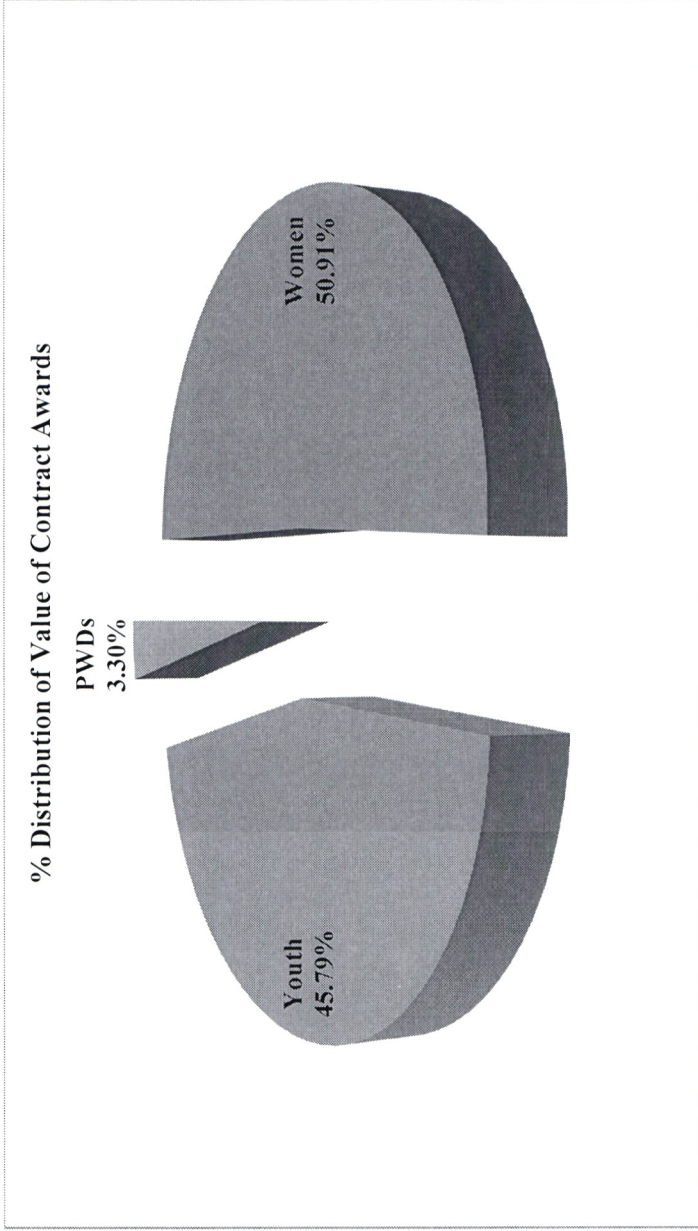 % Distribution of Value of Contract Awards
PWDs
3.30%
Youth
45.79%
Women
50.91%